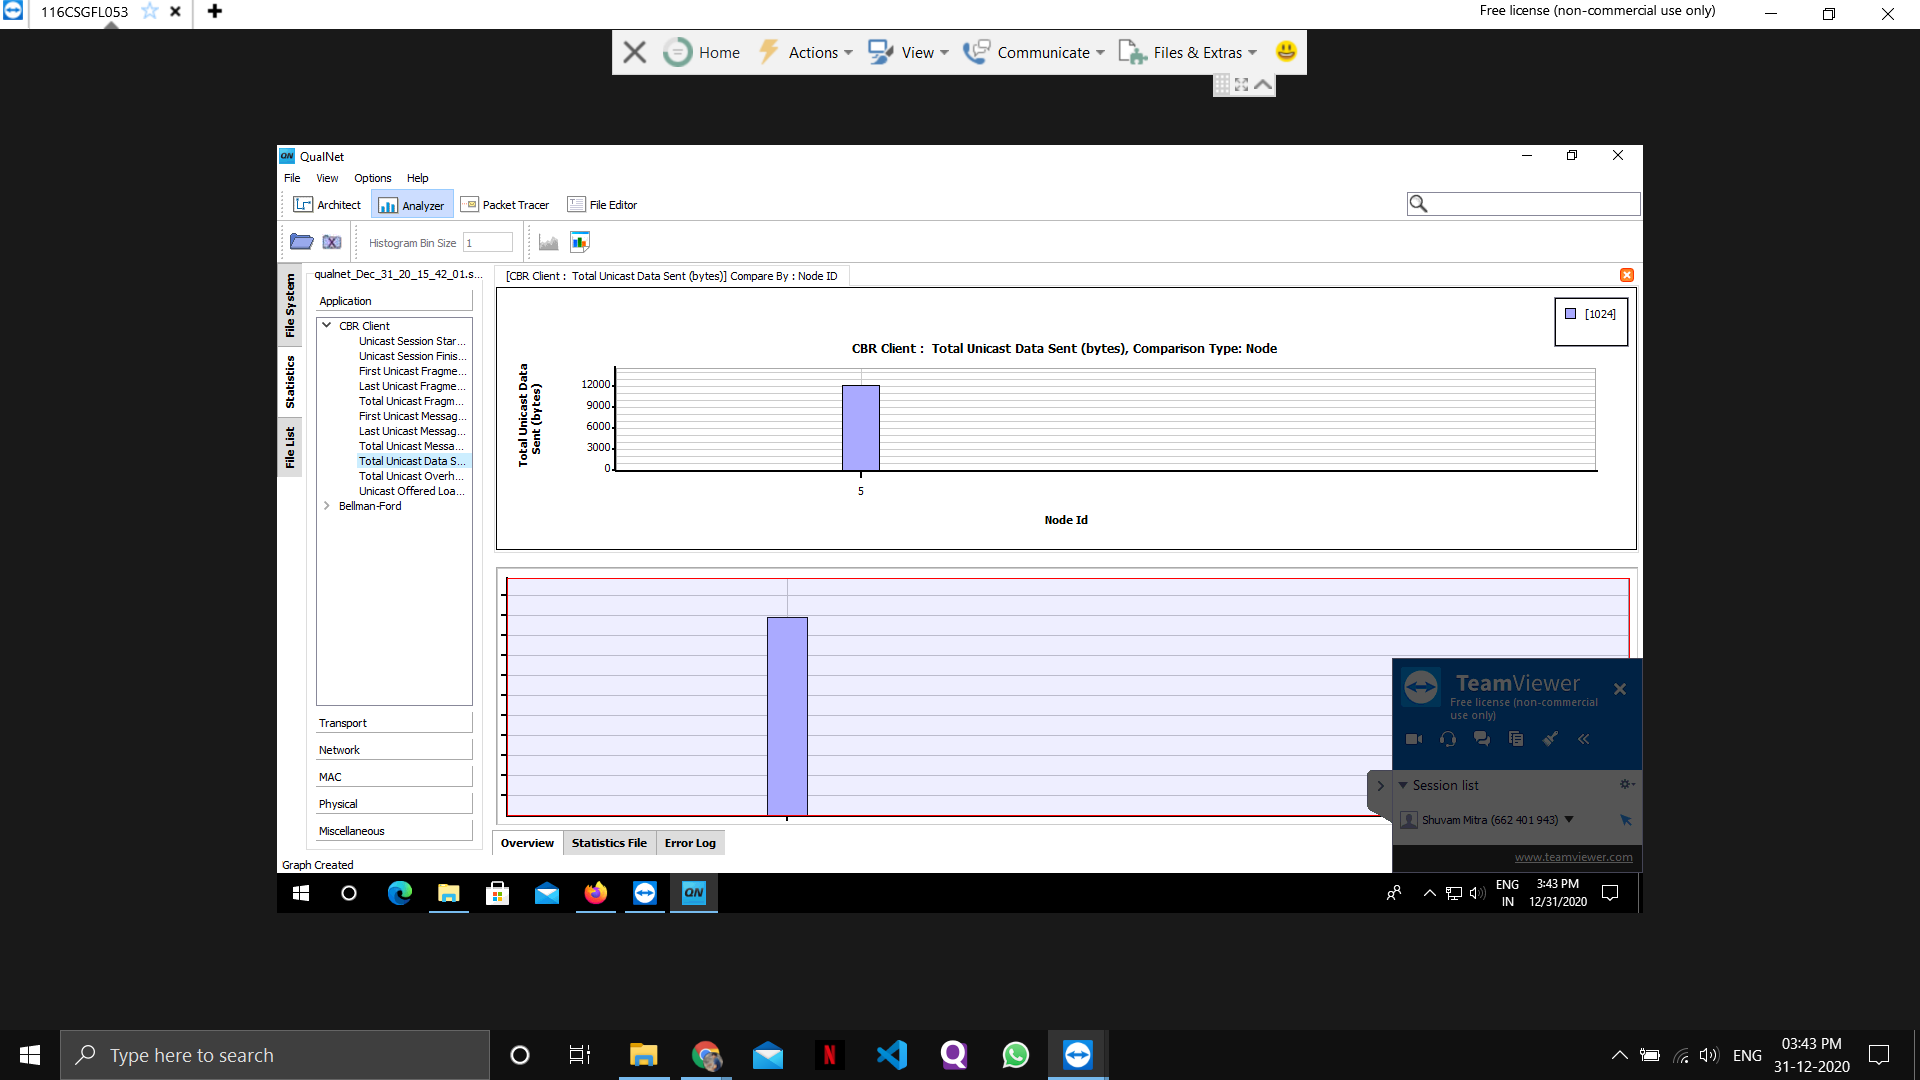 116CSGFL053
Free license (non-commercial use only)
Home
Actions
View
Communicate
Files & Extras
QN
QualNet
File View Options Help
Architect
Analyzer
Packet Tracer
File Editor
Histogram Bin Size 1
File System
Statistics
File List
qualnet_Dec_31_20_15_42_01.s...
Application
CBR Client
Unicast Session Star...
Unicast Session Finis...
First Unicast Fragme...
Last Unicast Fragme...
Total Unicast Fragm...
First Unicast Messag...
Last Unicast Messag...
Total Unicast Messa...
Total Unicast Data S...
Total Unicast Overh...
Unicast Offered Loa...
Bellman-Ford
Transport
Network
MAC
Physical
Miscellaneous
Graph Created
[CBR Client : Total Unicast Data Sent (bytes)] Compare By : Node ID
[1024]
CBR Client : Total Unicast Data Sent (bytes), Comparison Type: Node
Total Unicast Data
Sent (bytes)
12000
9000
6000
3000
0
5
Node Id
Overview
Statistics File
Error Log
TeamViewer
Free license (non-commercial
use only)
Session list
Shuvam Mitra (662 401 943)
www.teamviewer.com
QN
ENG
IN
3:43 PM
12/31/2020
Type here to search
N
Q
ENG
03:43 PM
31-12-2020